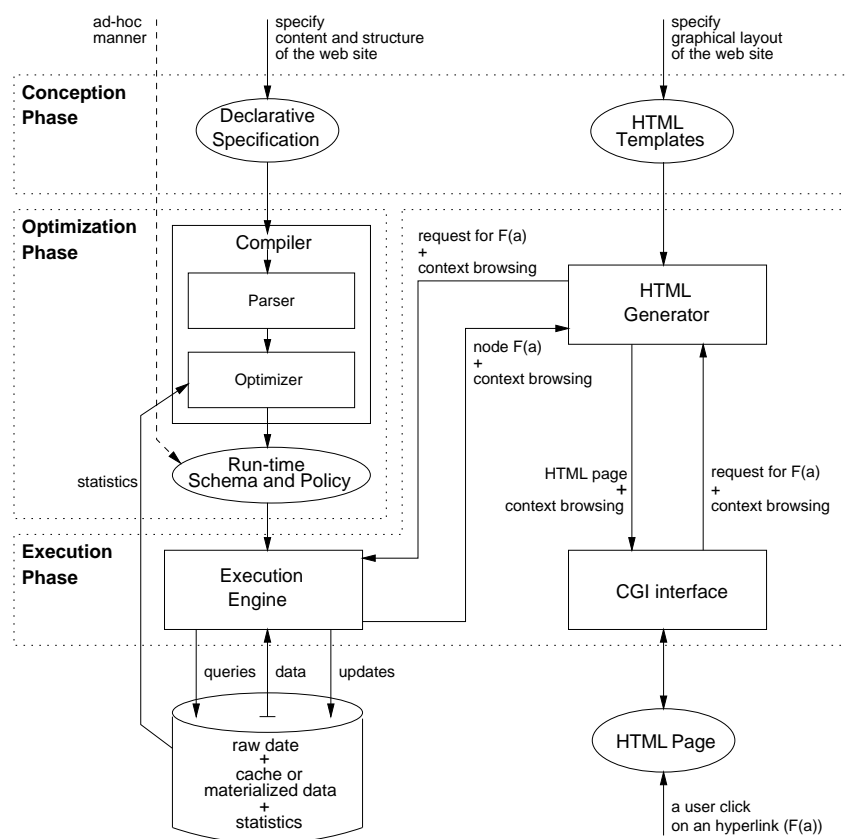 ad-hoc
manner
specify
content and structure
of the web site
specify
graphical layout
of the web site
Conception
Phase
Declarative
Specification
HTML
Templates
Optimization
Phase
Compiler
Parser
Optimizer
request for F(a)
+
context browsing
HTML
Generator
node F(a)
+
context browsing
statistics
Run-time
Schema and Policy
HTML page
+
context browsing
request for F(a)
+
context browsing
Execution
Phase
Execution
Engine
CGI interface
queries
data
updates
raw date
+
cache or
materialized data
+
statistics
HTML Page
a user click
on an hyperlink (F(a))